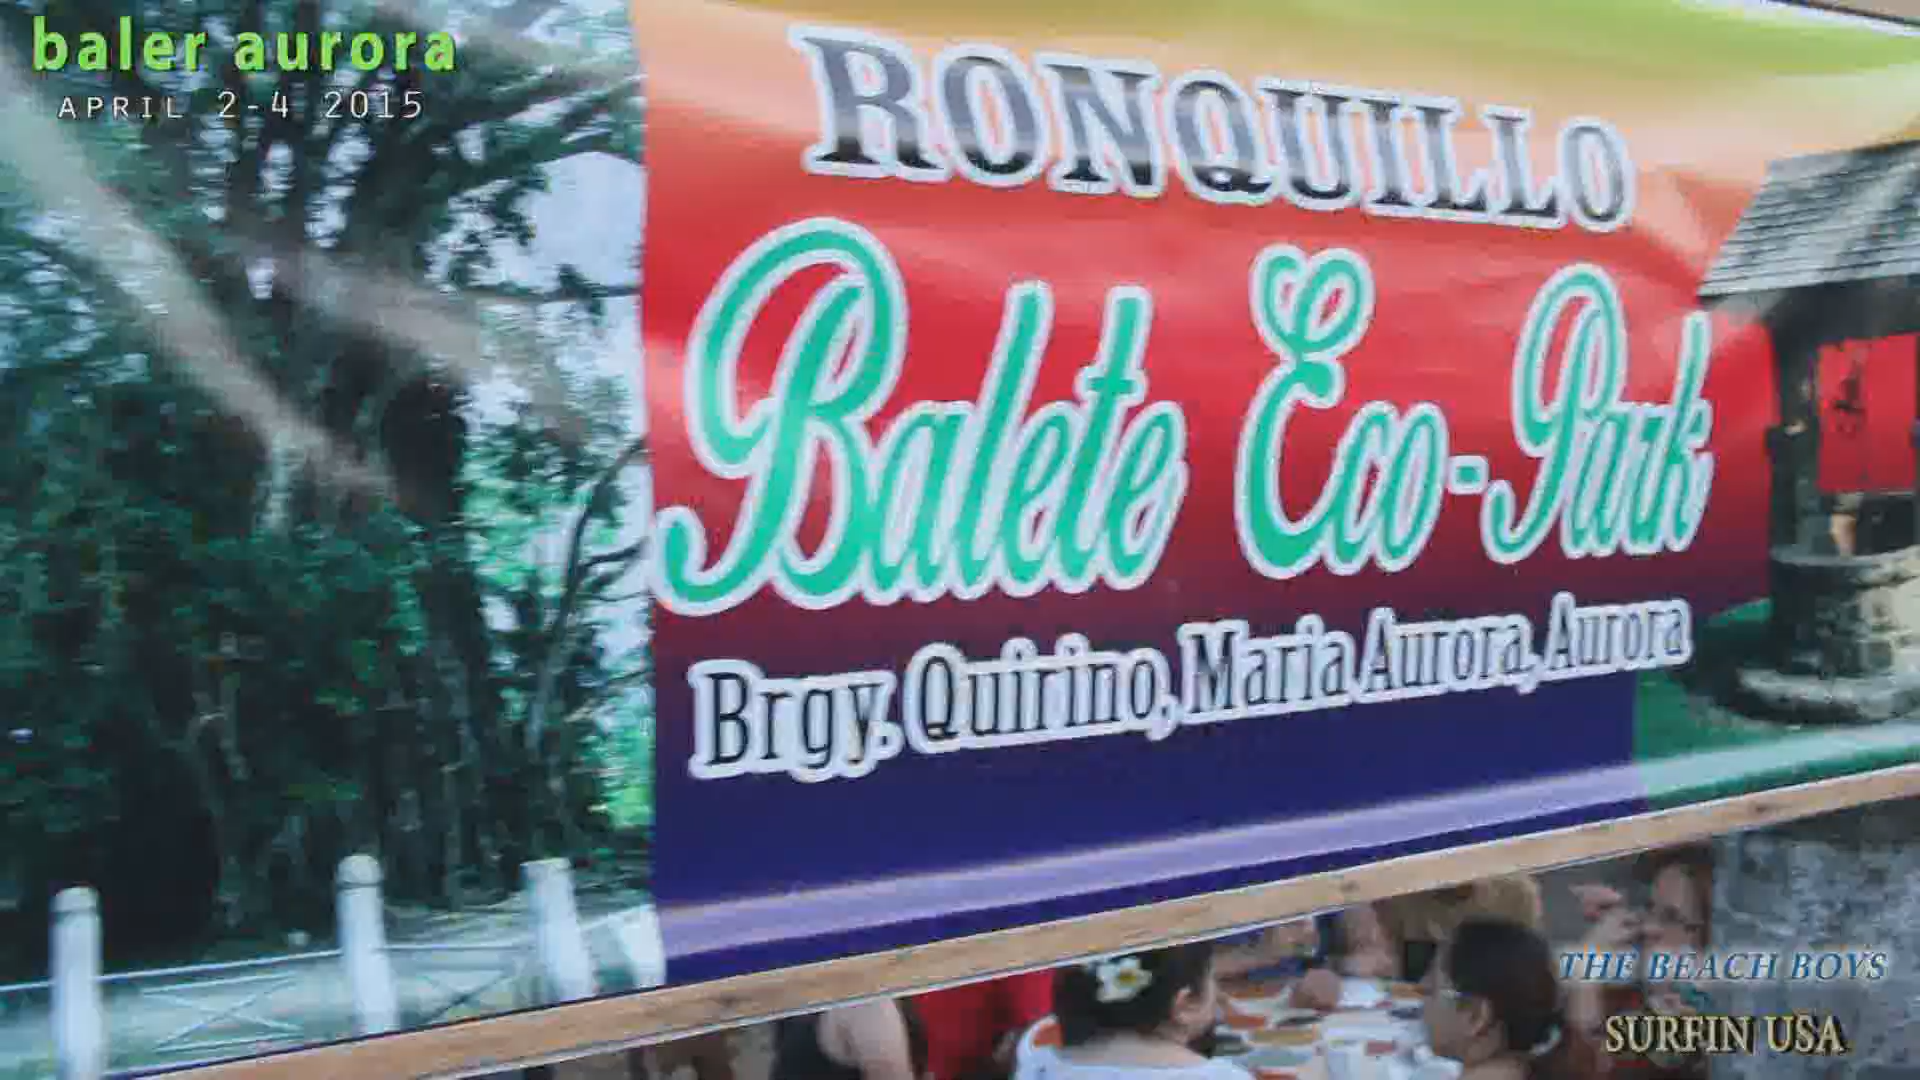 baler aurora
APRIL 2-4 2015
RONQUILLO
Balete Eco-Park
Brgy. Quirino, Maria Aurora, Aurora
THE BEACH BOYS
SURFIN USA